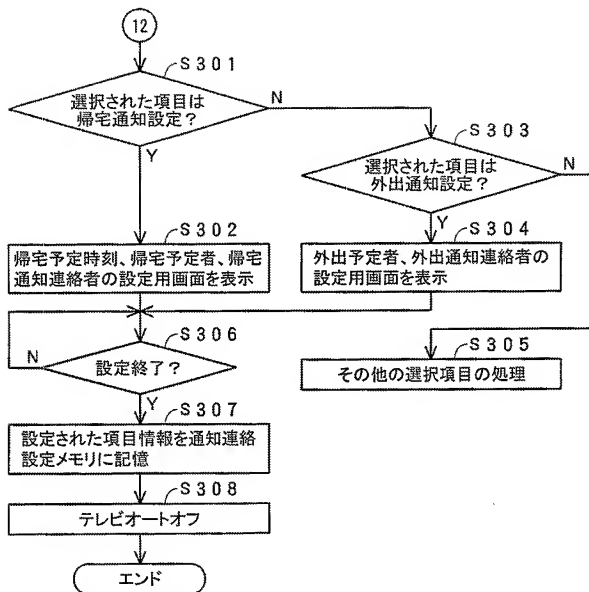 12
S301
選択された項目は
帰宅通知設定？
N
Y
S303
選択された項目は
外出通知設定？
N
Y
S302
帰宅予定時刻、帰宅予定者、帰宅
通知連絡者の設定用画面を表示
S304
外出予定者、外出通知連絡者の
設定用画面を表示
S306
設定終了？
N
Y
S305
その他の選択項目の処理
S307
設定された項目情報を通知連絡
設定メモリに記憶
S308
テレビオートオフ
エンド